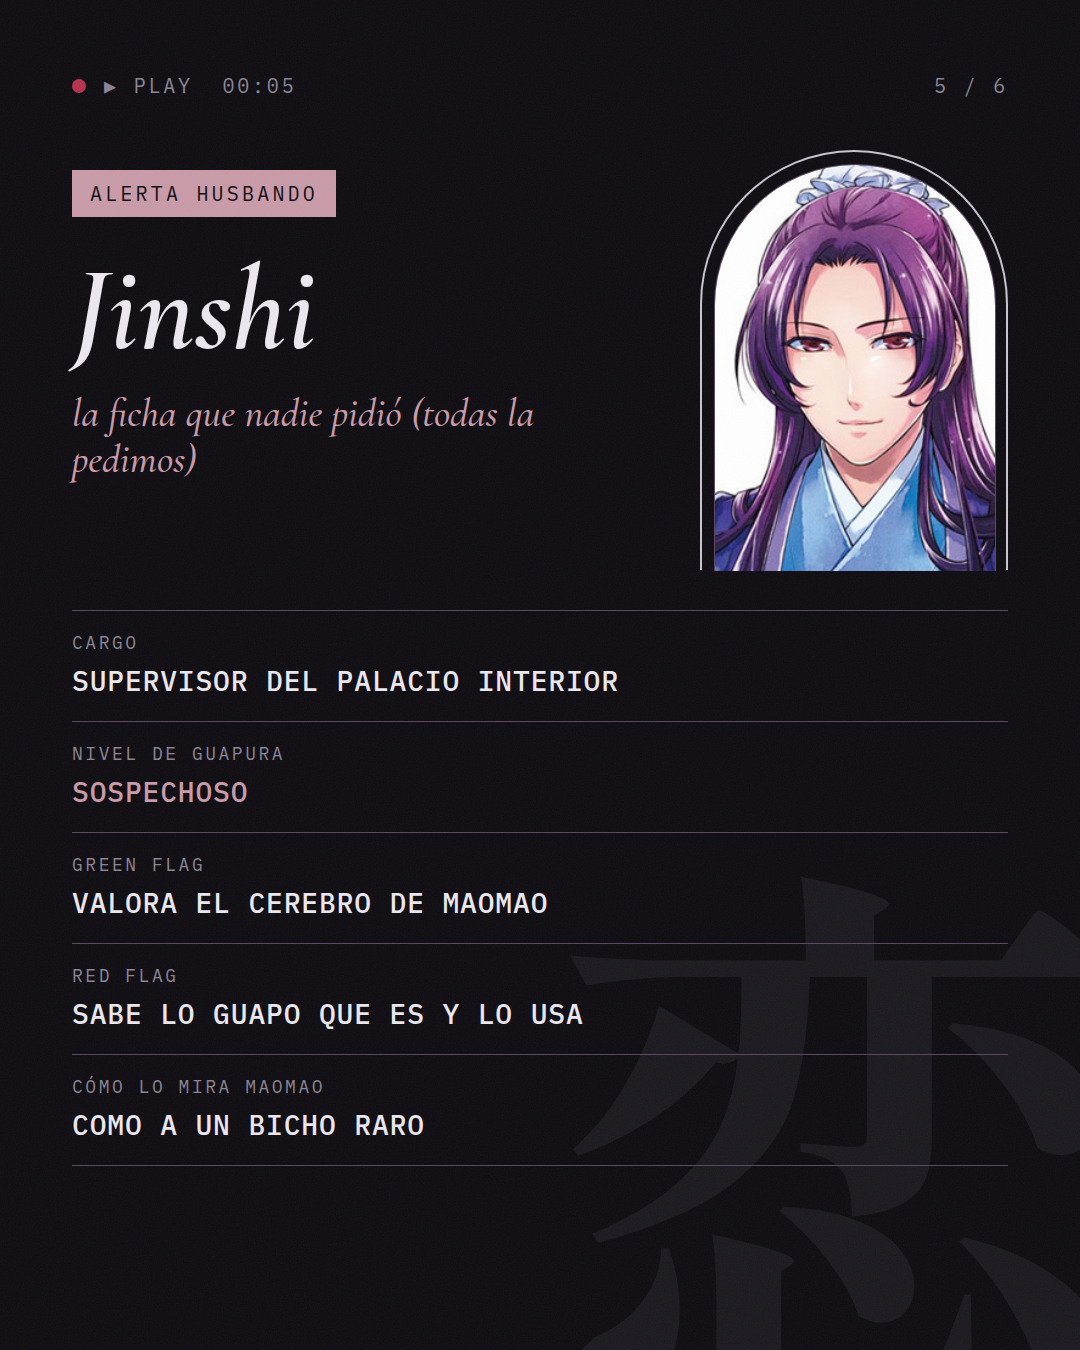 ▶ PLAY 00:05
5 / 6
ALERTA HUSBANDO
Jinshi
la ficha que nadie pidió (todas la
pedimos)
CARGO
SUPERVISOR DEL PALACIO INTERIOR
NIVEL DE GUAPURA
SOSPECHOSO
GREEN FLAG
VALORA EL CEREBRO DE MAOMAO
RED FLAG
SABE LO GUAPO QUE ES Y LO USA
CÓMO LO MIRA MAOMAO
COMO A UN BICHO RARO
恋